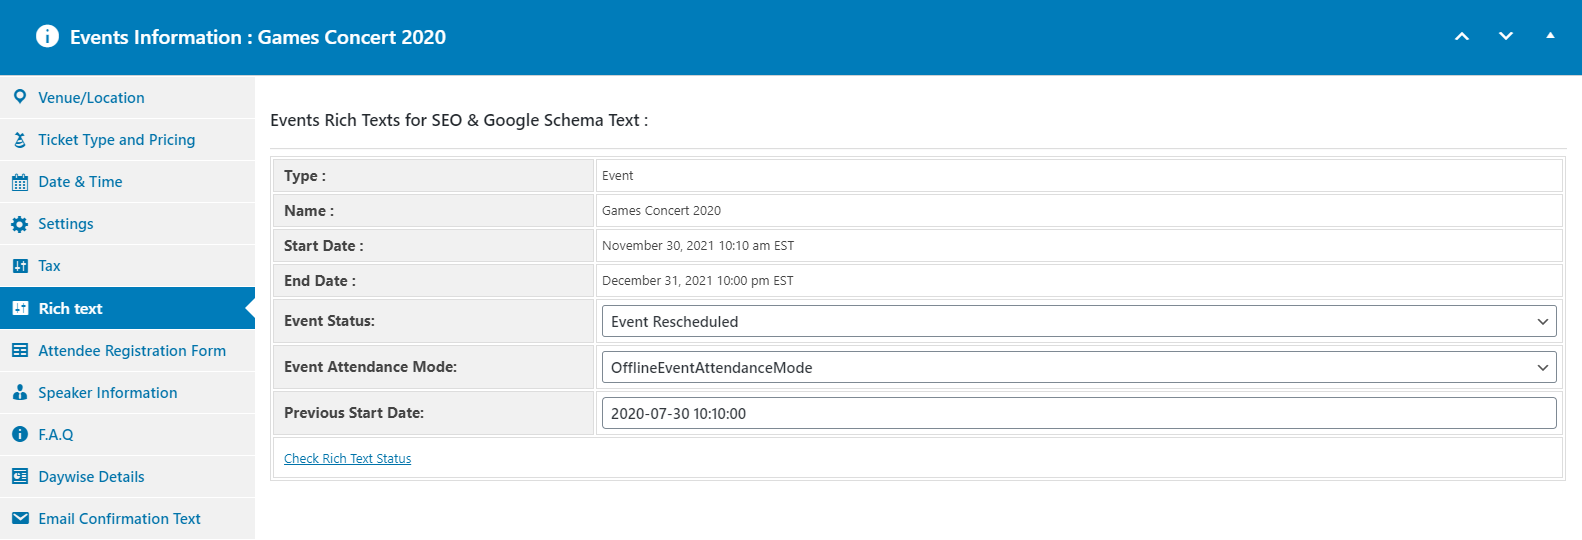 Events Information : Games Concert 2020
Venue/Location
Ticket Type and Pricing
Date & Time
Settings
Tax
Rich text
Attendee Registration Form
Speaker Information
F.A.Q
Daywise Details
Email Confirmation Text
Events Rich Texts for SEO & Google Schema Text :
Type : Event
Name : Games Concert 2020
Start Date : November 30, 2021 10:10 am EST
End Date : December 31, 2021 10:00 pm EST
Event Status: Event Rescheduled
Event Attendance Mode: OfflineEventAttendanceMode
Previous Start Date: 2020-07-30 10:10:00
Check Rich Text Status